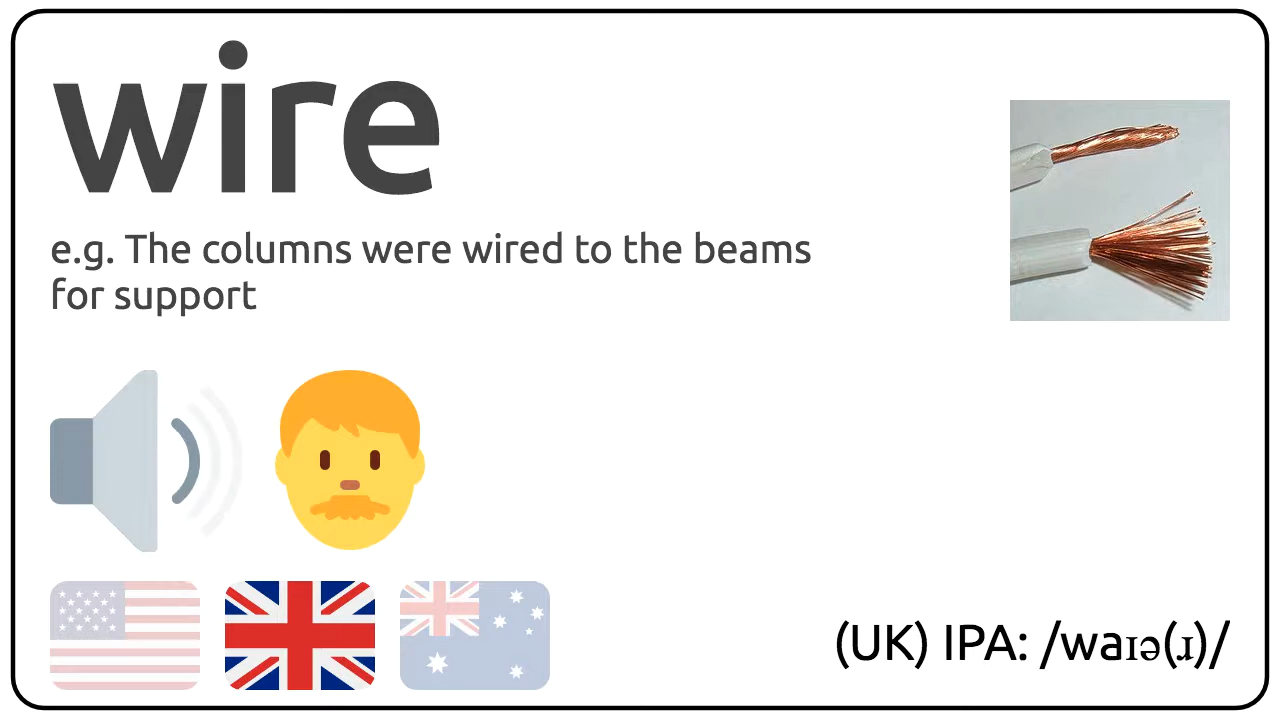 wire
e.g. The columns were wired to the beams
for support
(UK) IPA: /waɪə(ɹ)/